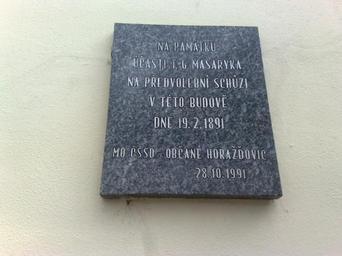 NA PAMÁTKU
ÚČASTI T. G. MASARYKA
NA PŘEDVOLEBNÍ SCHŮZI
V TÉTO BUDOVĚ
DNE 19. 2. 1891
MO ČSSD - OBČANÉ HORAŽĎOVIC
28. 10. 1991